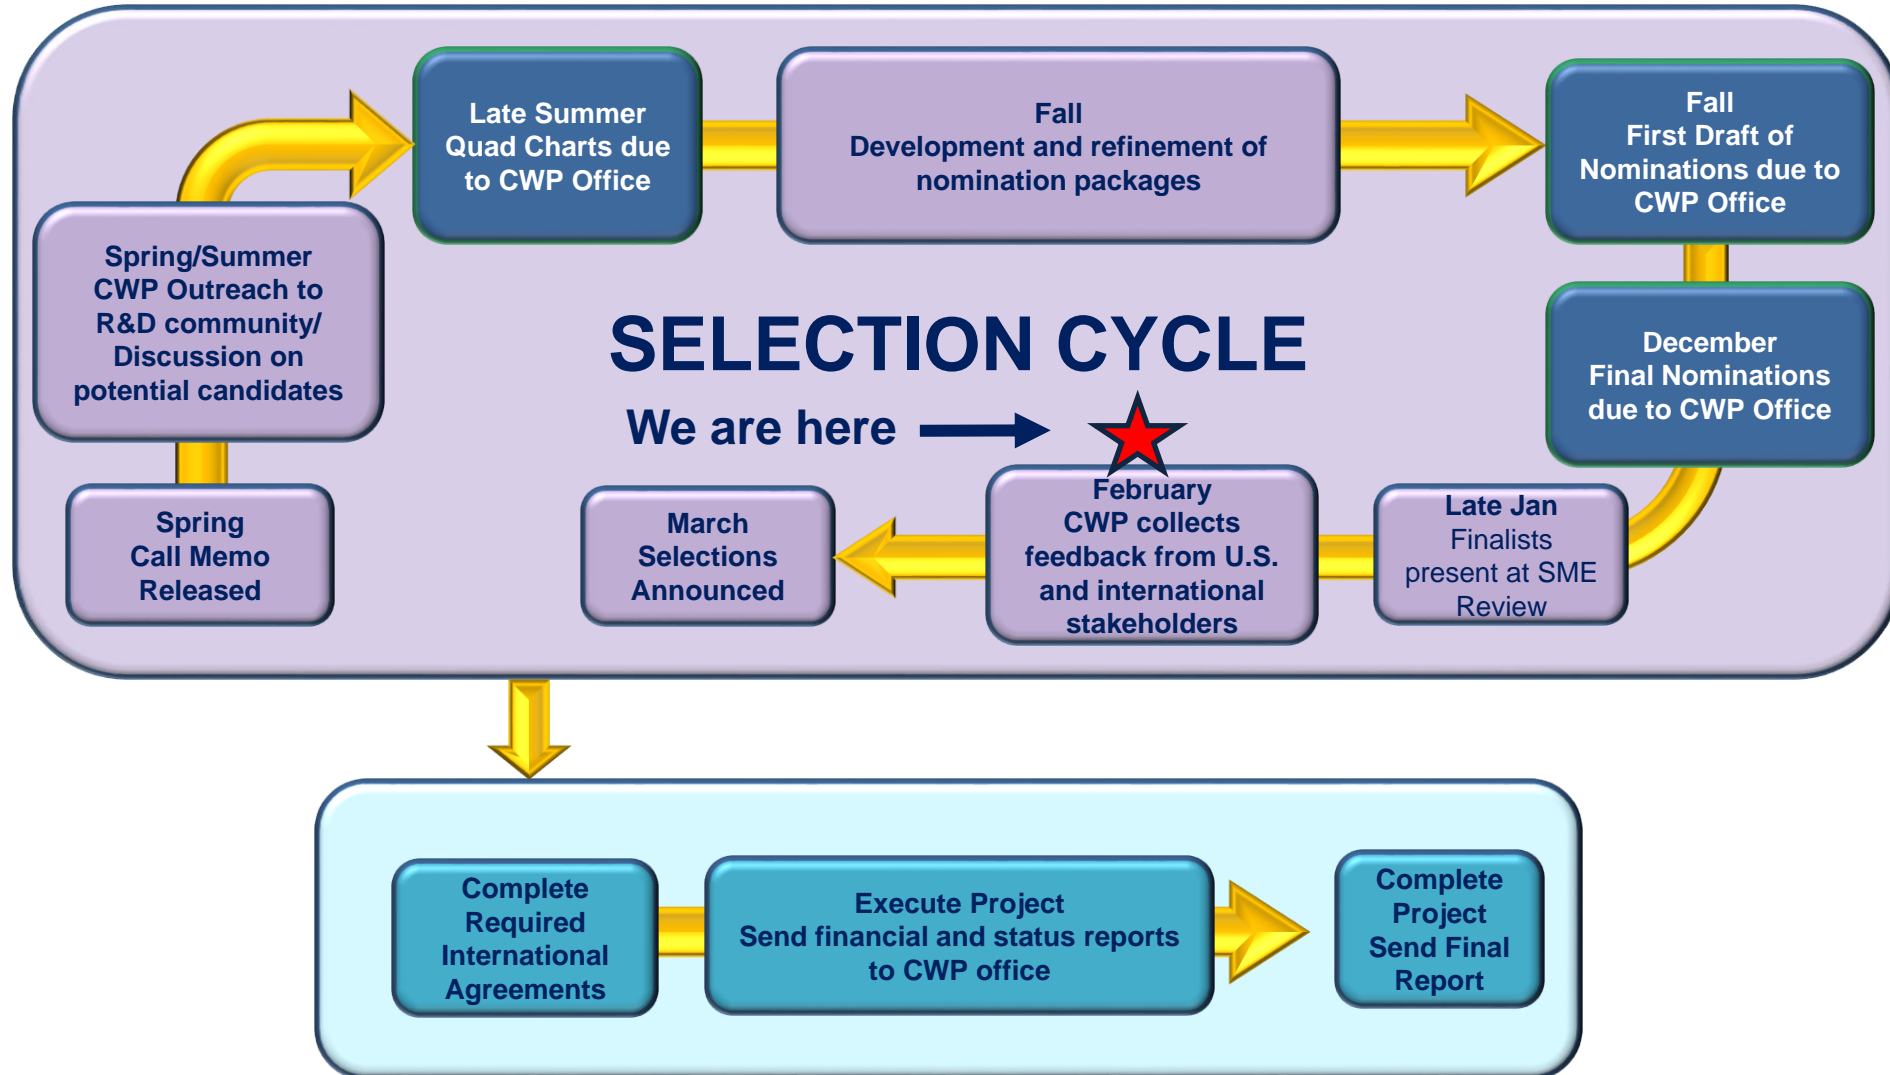 Spring
Call Memo
Released
Spring/Summer
CWP Outreach to
R&D community/
Discussion on
potential candidates
Late Summer
Quad Charts due
to CWP Office
Fall
Development and refinement of
nomination packages
Fall
First Draft of
Nominations due to
CWP Office
December
Final Nominations
due to CWP Office
SELECTION CYCLE
We are here
Late Jan
Finalists
present at SME
Review
February
CWP collects
feedback from U.S.
and international
stakeholders
March
Selections
Announced
Complete
Required
International
Agreements
Execute Project
Send financial and status reports
to CWP office
Complete
Project
Send Final
Report